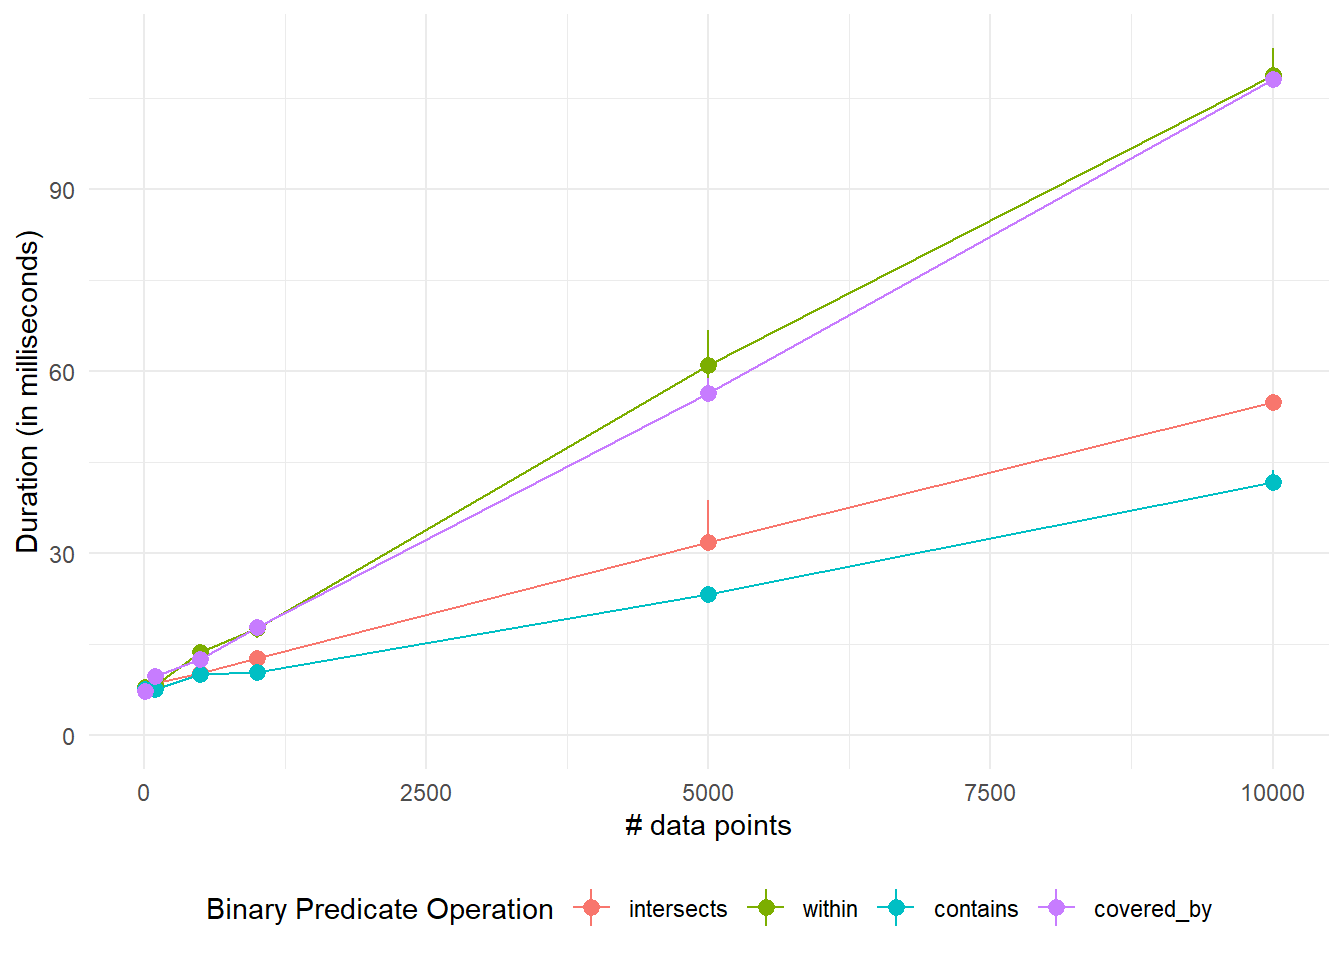 Duration (in milliseconds)
90
60
30
0
0 2500 5000 7500 10000
# data points
Binary Predicate Operation intersects within contains covered_by